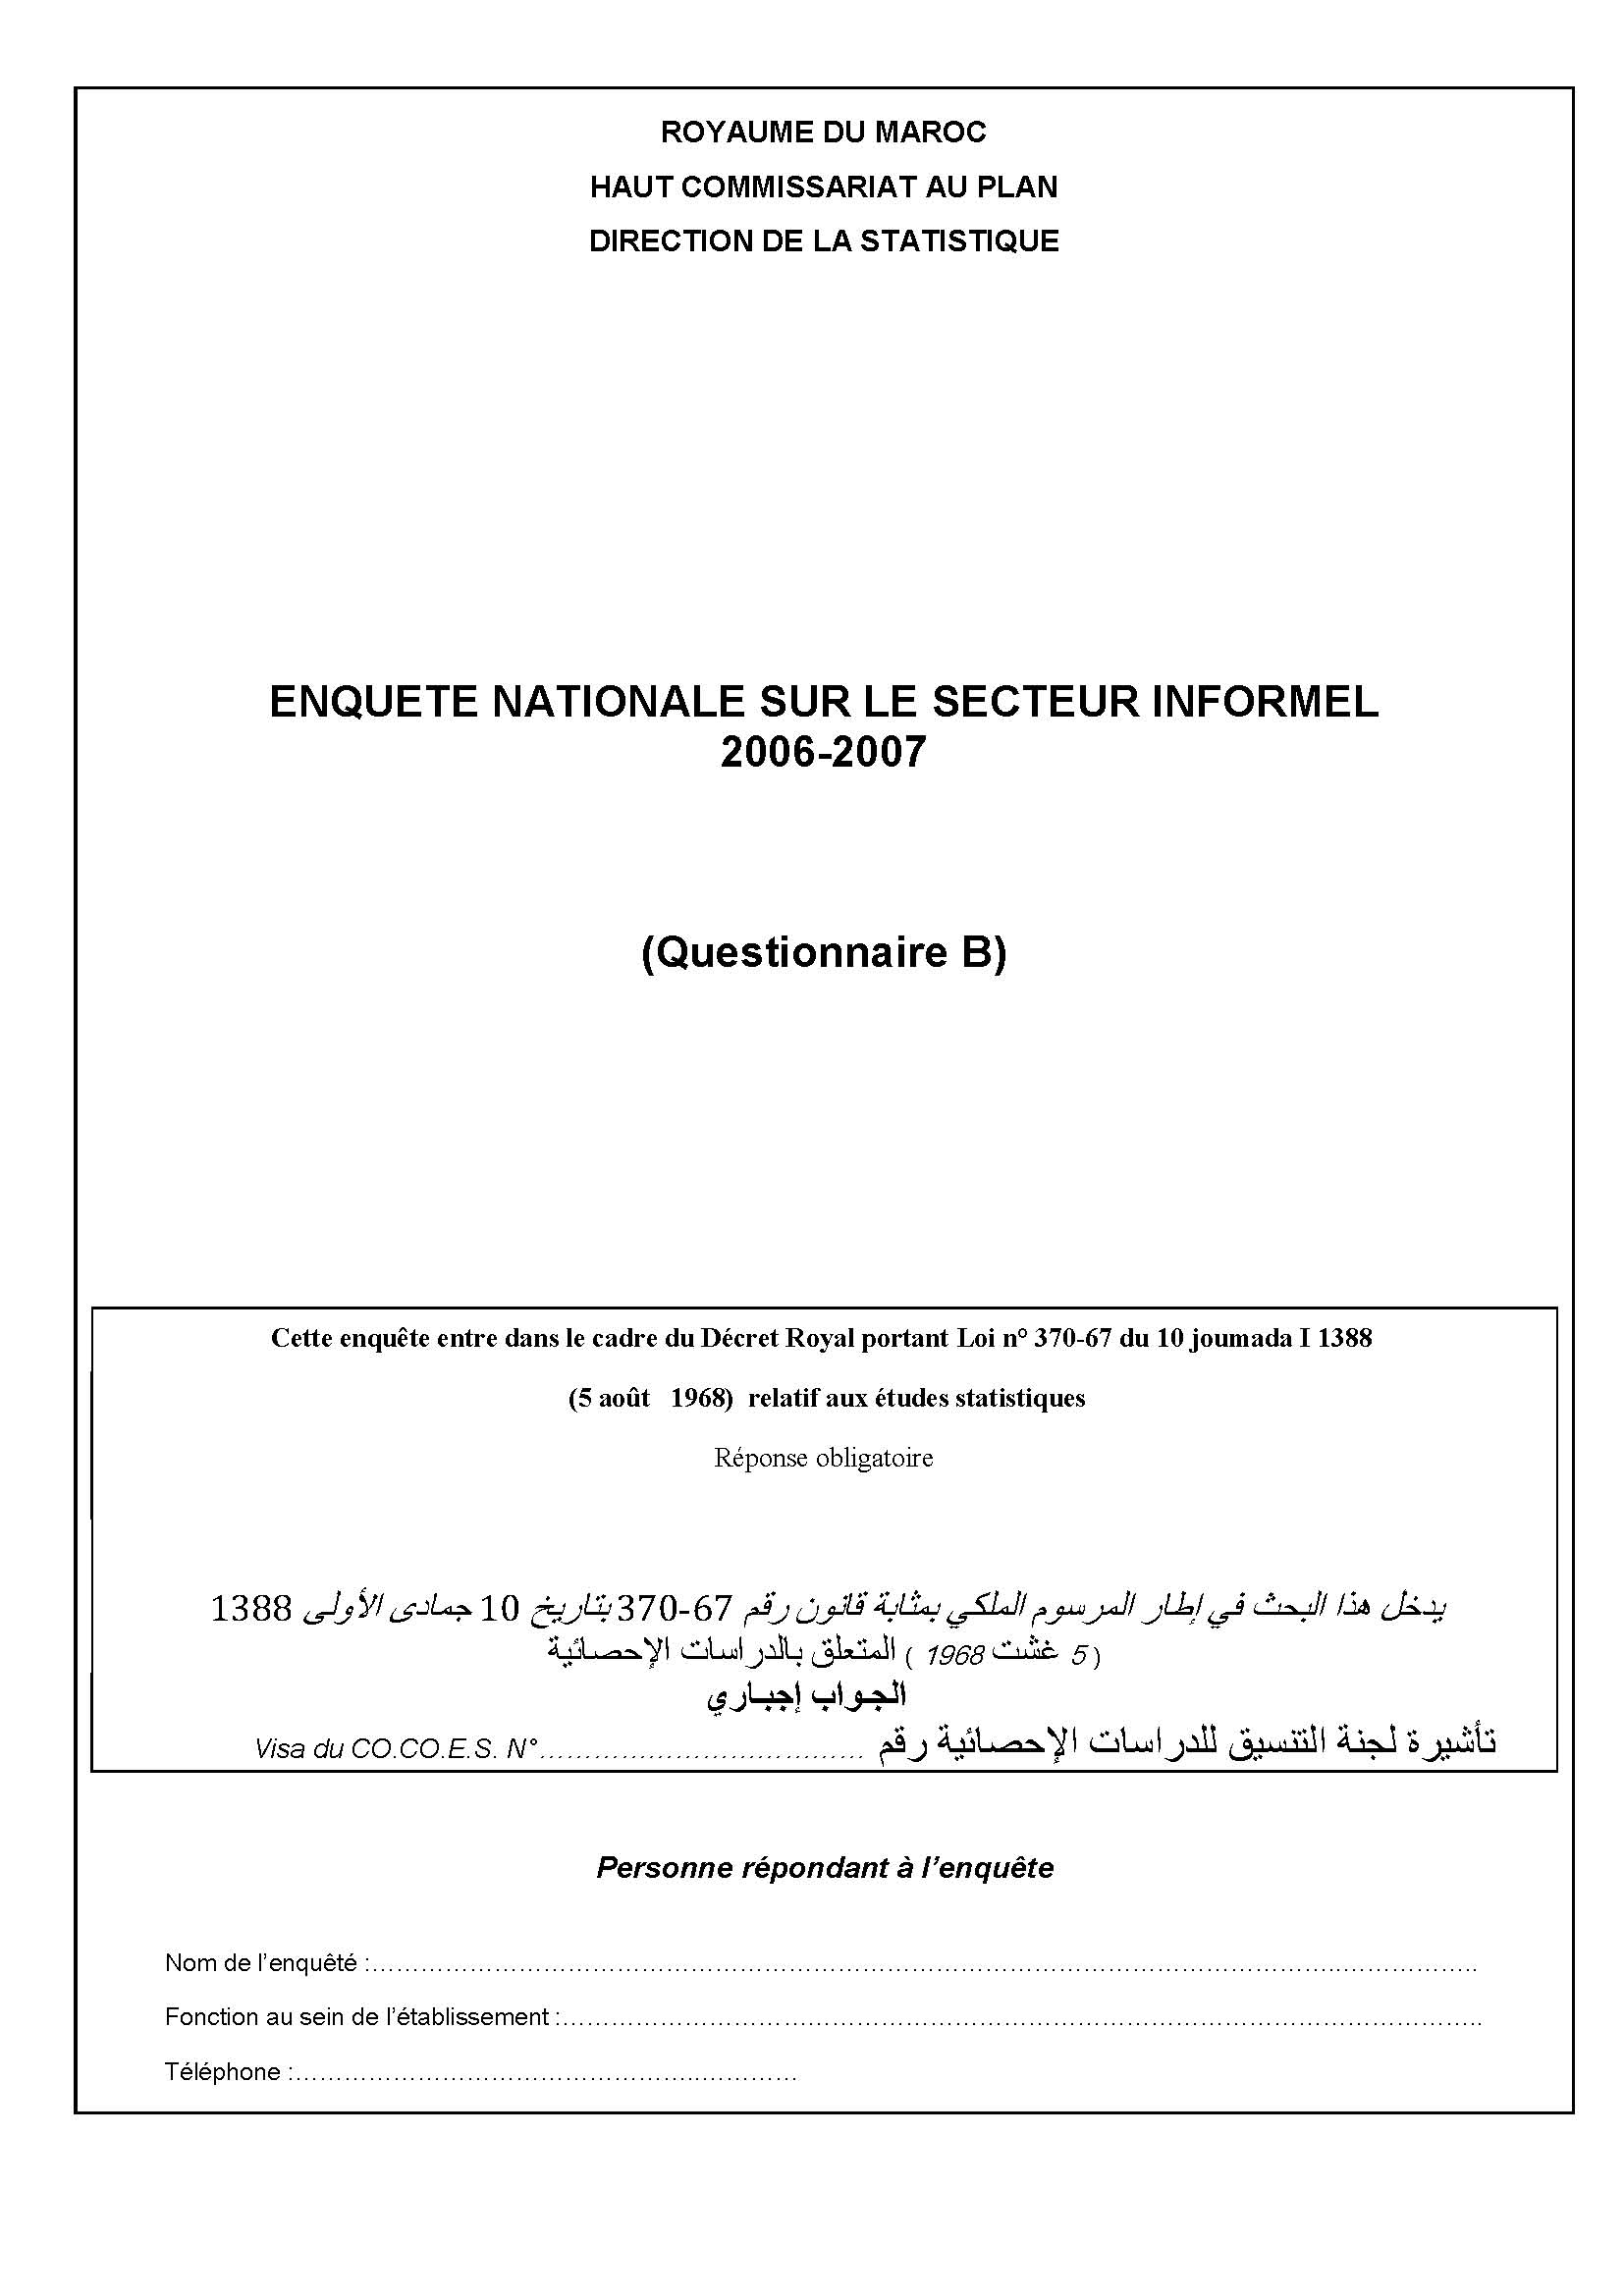 ROYAUME DU MAROC
HAUT COMMISSARIAT AU PLAN
DIRECTION DE LA STATISTIQUE
ENQUETE NATIONALE SUR LE SECTEUR INFORMEL
2006-2007
(Questionnaire B)
Cette enquête entre dans le cadre du Décret Royal portant Loi n° 370-67 du 10 joumada I 1388
(5 août 1968) relatif aux études statistiques
Réponse obligatoire
يدخل هذا البحث في إطار المرسوم الملكي بمثابة قانون رقم 67-370 بتاريخ 10 جمادى الأولى 1388
( 5 غشت 1968 ) المتعلق بالدراسات الإحصائية
الجواب إجباري
Visa du CO.CO.E.S. N°.................................... تأشيرة لجنة التنسيق للدراسات الإحصائية رقم
Personne répondant à l’enquête
Nom de l’enquêté :……………………………………………………………………………………………………..……………..
Fonction au sein de l’établissement :…………………………………………………………………………………………………..
Téléphone :…………………………………………..…………